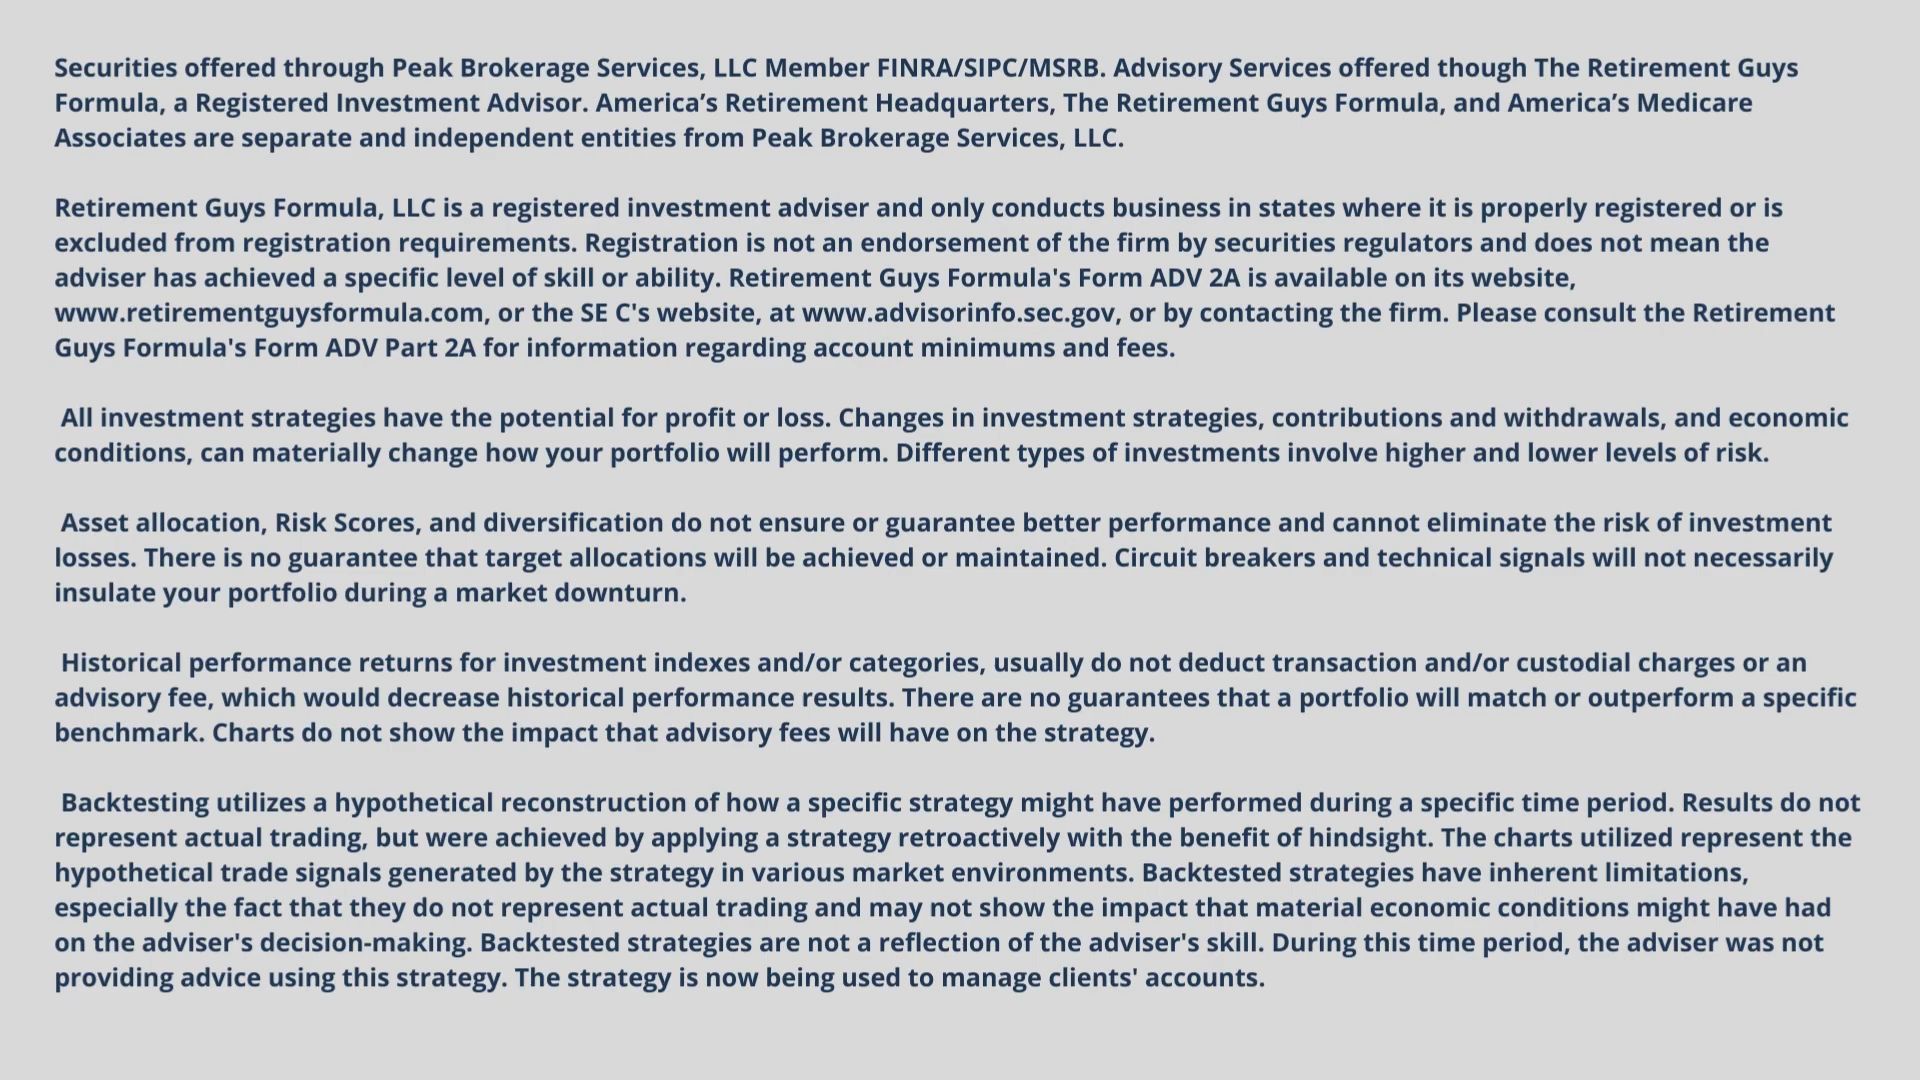 Securities offered through Peak Brokerage Services, LLC Member FINRA/SIPC/MSRB. Advisory Services offered though The Retirement Guys
Formula, a Registered Investment Advisor. America’s Retirement Headquarters, The Retirement Guys Formula, and America’s Medicare
Associates are separate and independent entities from Peak Brokerage Services, LLC.
Retirement Guys Formula, LLC is a registered investment adviser and only conducts business in states where it is properly registered or is
excluded from registration requirements. Registration is not an endorsement of the firm by securities regulators and does not mean the
adviser has achieved a specific level of skill or ability. Retirement Guys Formula's Form ADV 2A is available on its website,
www.retirementguysformula.com, or the SE C's website, at www.advisorinfo.sec.gov, or by contacting the firm. Please consult the Retirement
Guys Formula's Form ADV Part 2A for information regarding account minimums and fees.
All investment strategies have the potential for profit or loss. Changes in investment strategies, contributions and withdrawals, and economic
conditions, can materially change how your portfolio will perform. Different types of investments involve higher and lower levels of risk.
Asset allocation, Risk Scores, and diversification do not ensure or guarantee better performance and cannot eliminate the risk of investment
losses. There is no guarantee that target allocations will be achieved or maintained. Circuit breakers and technical signals will not necessarily
insulate your portfolio during a market downturn.
Historical performance returns for investment indexes and/or categories, usually do not deduct transaction and/or custodial charges or an
advisory fee, which would decrease historical performance results. There are no guarantees that a portfolio will match or outperform a specific
benchmark. Charts do not show the impact that advisory fees will have on the strategy.
Backtesting utilizes a hypothetical reconstruction of how a specific strategy might have performed during a specific time period. Results do not
represent actual trading, but were achieved by applying a strategy retroactively with the benefit of hindsight. The charts utilized represent the
hypothetical trade signals generated by the strategy in various market environments. Backtested strategies have inherent limitations,
especially the fact that they do not represent actual trading and may not show the impact that material economic conditions might have had
on the adviser's decision-making. Backtested strategies are not a reflection of the adviser's skill. During this time period, the adviser was not
providing advice using this strategy. The strategy is now being used to manage clients' accounts.